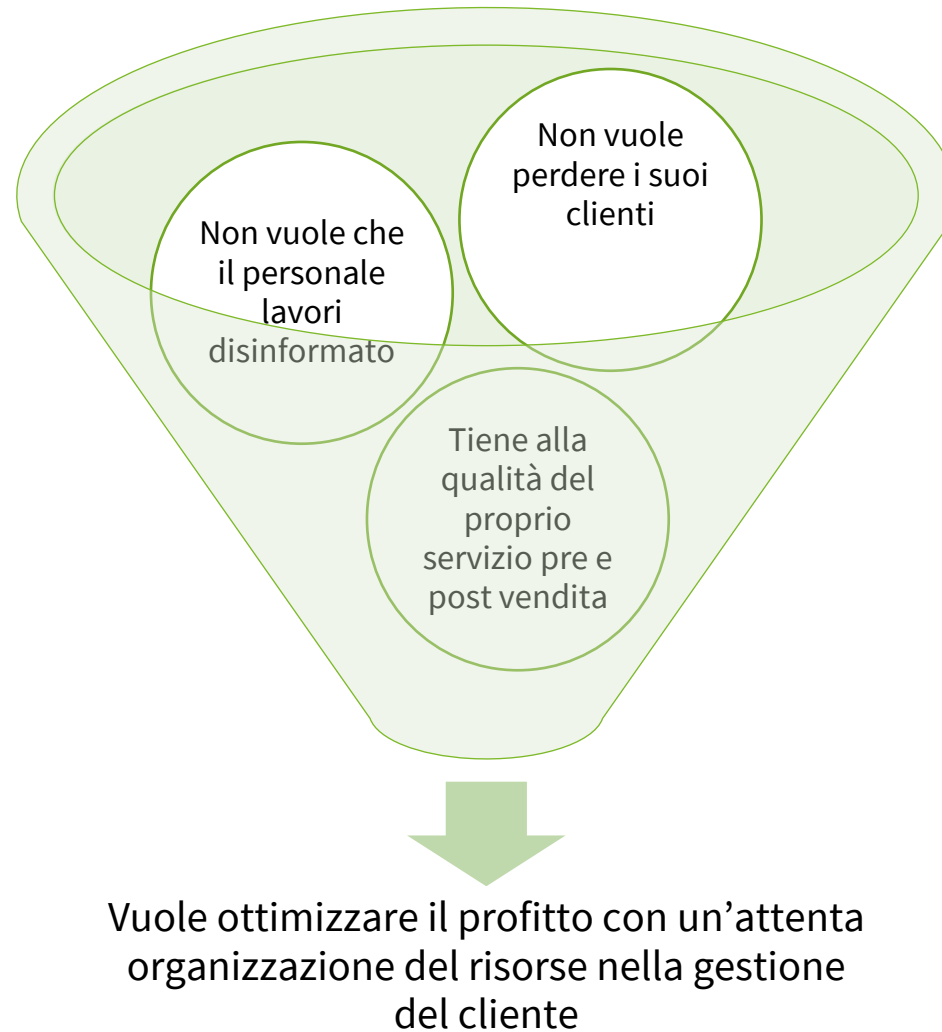 Non vuole
perdere i suoi
clienti
Non vuole che
il personale
lavori
disinformato
Tiene alla
qualità del
proprio
servizio pre e
post vendita
Vuole ottimizzare il profitto con un’attenta
organizzazione del risorse nella gestione
del cliente